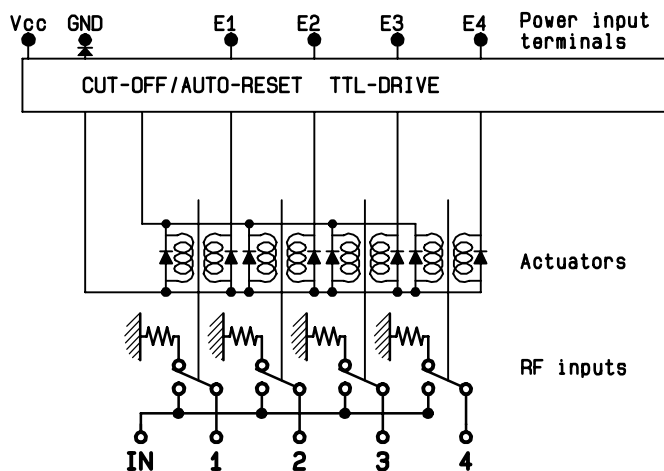 Vcc GND E1 E2 E3 E4 Power input
terminals
CUT-OFF/AUTO-RESET TTL-DRIVE
Actuators
RF inputs
IN 1 2 3 4